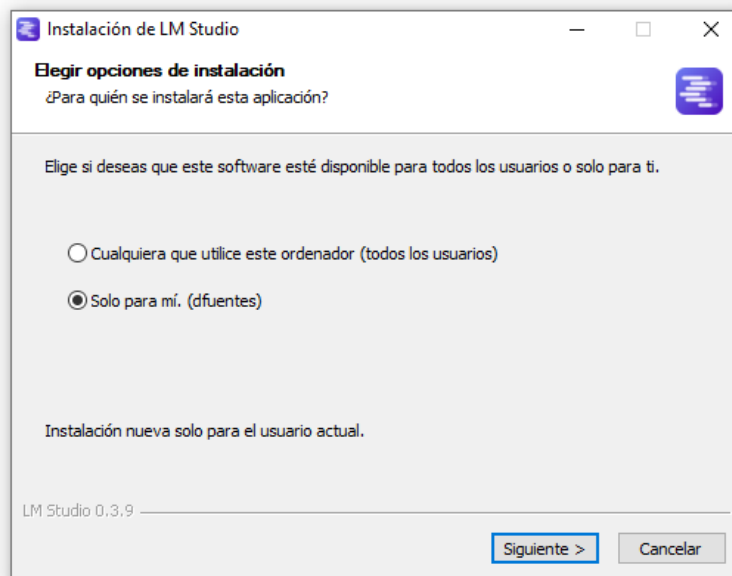 Instalación de LM Studio
Elegir opciones de instalación
¿Para quién se instalará esta aplicación?
Elige si deseas que este software esté disponible para todos los usuarios o solo para ti.
Cualquiera que utilice este ordenador (todos los usuarios)
Solo para mí. (dfuentes)
Instalación nueva solo para el usuario actual.
LM Studio 0.3.9
Siguiente >
Cancelar